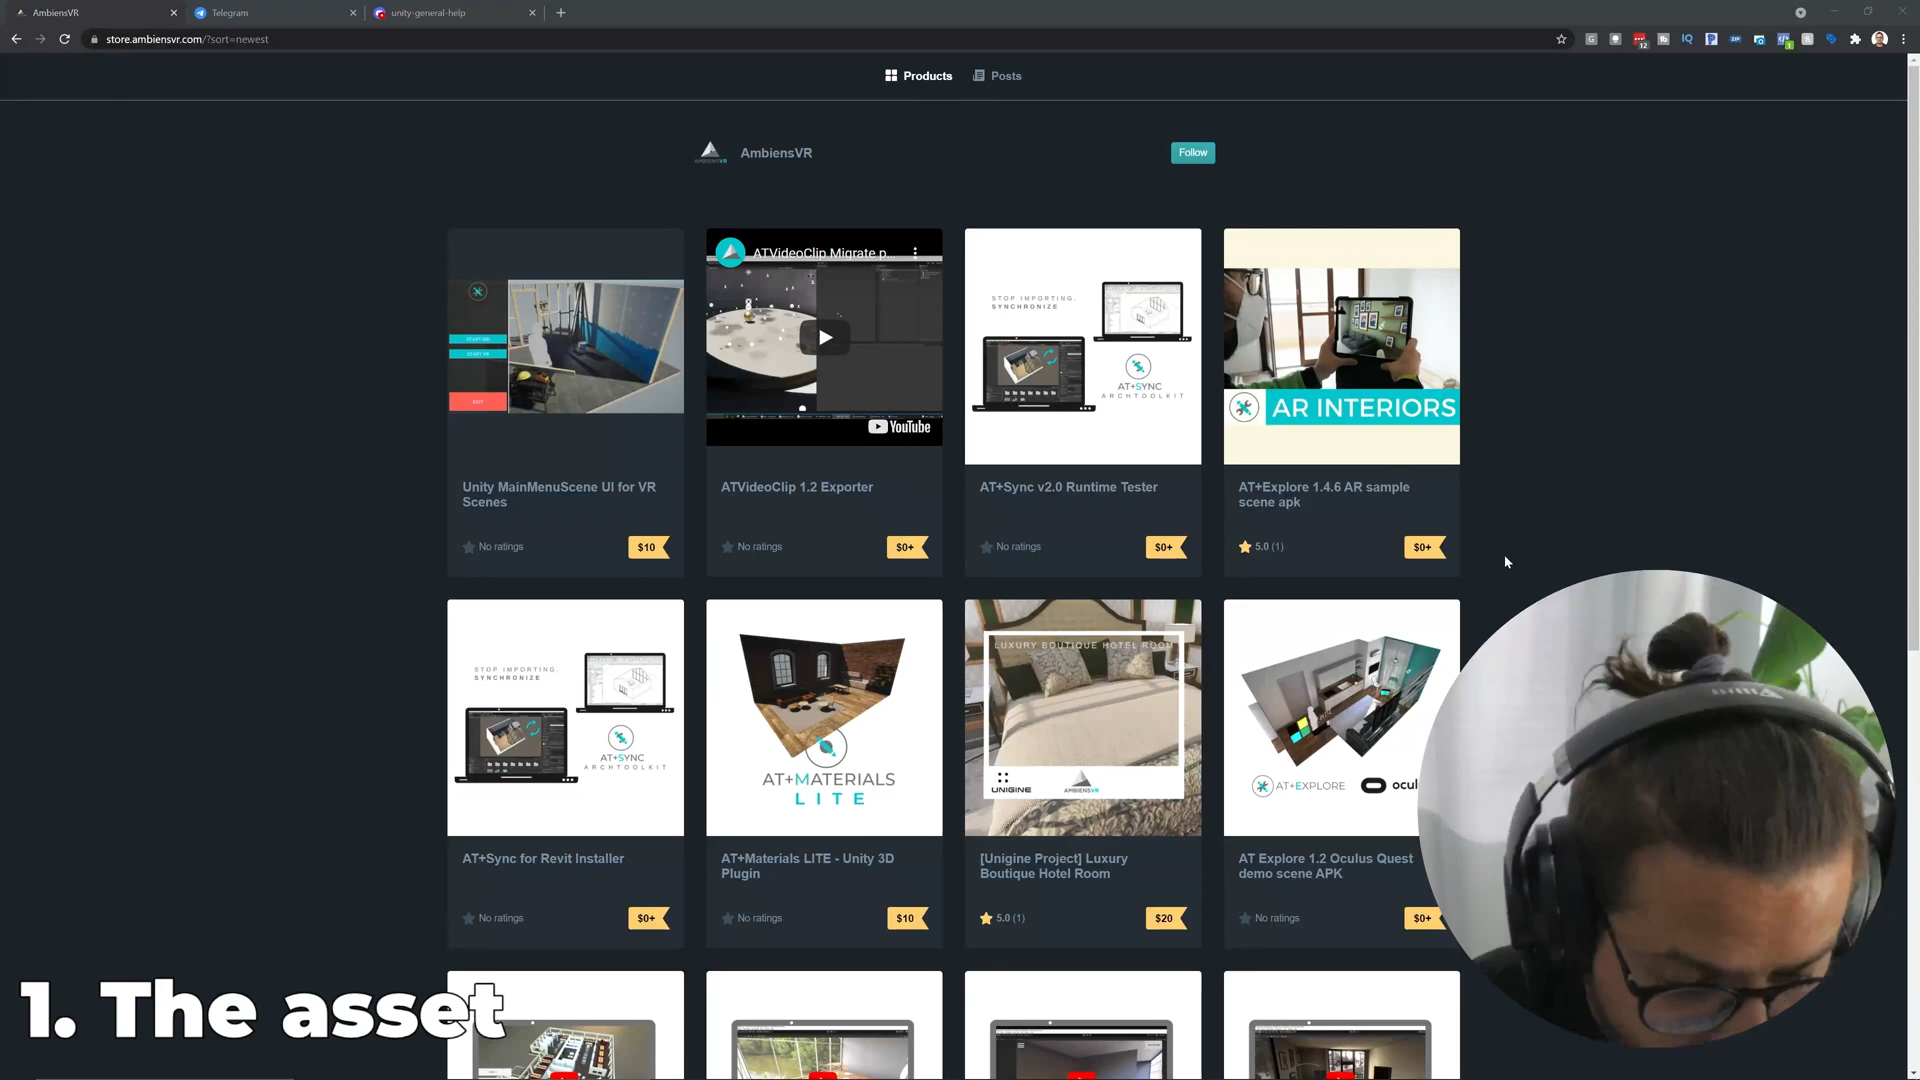 AmbiensVR
Telegram
unity-general-help
store.ambiensvr.com/?sort=newest
Products
Posts
AMBIENSVR
AmbiensVR
Follow
START VR
EXIT
Unity MainMenuScene UI for VR
Scenes
No ratings
$10
ATVideoClip Migrate p...
YouTube
ATVideoClip 1.2 Exporter
No ratings
$0+
STOP IMPORTING.
SYNCHRONIZE
AT+SYNC
ARCHTOOLKIT
AT+Sync v2.0 Runtime Tester
No ratings
$0+
AR INTERIORS
AT+Explore 1.4.6 AR sample
scene apk
5.0 (1)
$0+
STOP IMPORTING.
SYNCHRONIZE
AT+SYNC
ARCHTOOLKIT
AT+Sync for Revit Installer
No ratings
$0+
AT+MATERIALS
LITE
AT+Materials LITE - Unity 3D
Plugin
No ratings
$10
LUXURY BOUTIQUE HOTEL ROOM
UNIGINE
AMBIENSVR
[Unigine Project] Luxury
Boutique Hotel Room
5.0 (1)
$20
AT+EXPLORE
ocul
AT Explore 1.2 Oculus Quest
demo scene APK
No ratings
$0+
1. The asset